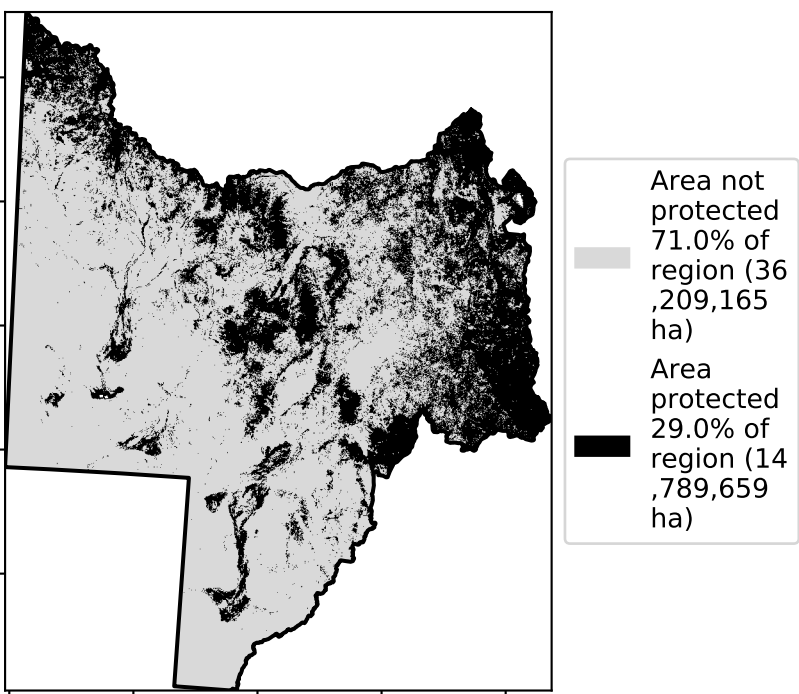 Area not
protected
71.0% of
region (36
,209,165
ha)
Area
protected
29.0% of
region (14
,789,659
ha)